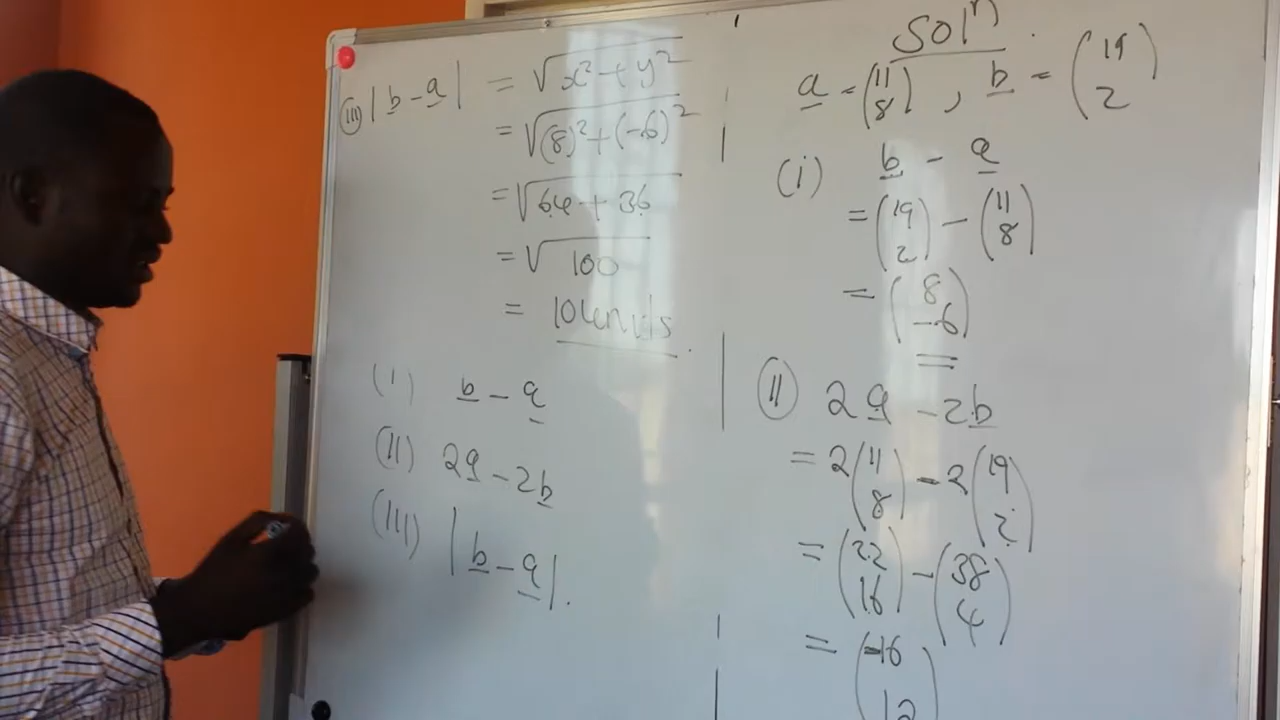 (iii) |b - a| = √x² + y²
= √(8)² + (-6)²
= √64 + 36
= √100
= 10 units.
(i) b - a
(ii) 2a - 2b
(iii) |b - a|.
Solⁿ.
a = (11 8), b = (19 2)
(i) b - a
= (19 2) - (11 8)
= (8 -6)
(ii) 2a - 2b
= 2(11 8) - 2(19 2)
= (22 16) - (38 4)
= (-16 12)